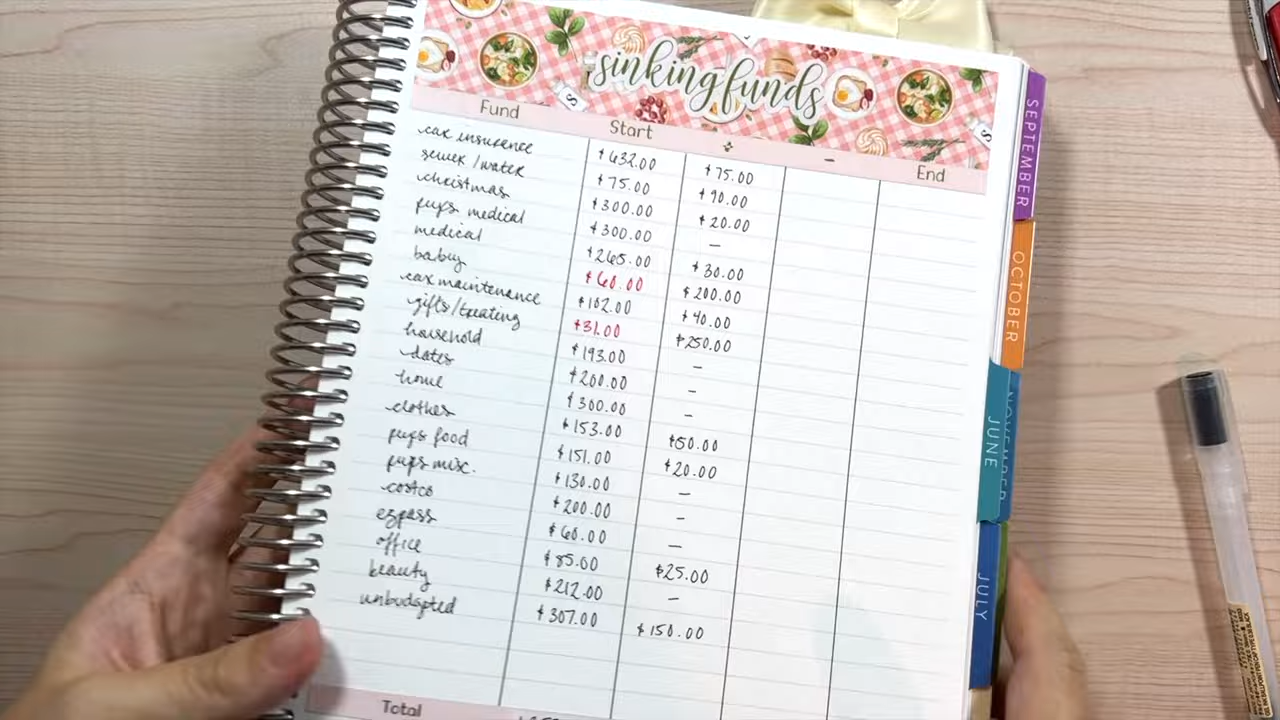 sinking funds
Fund Start + - End
car insurance $632.00 $75.00
sewer/water $75.00 $90.00
christmas $300.00 $20.00
pups medical $300.00 –
medical $265.00 $30.00
baby $60.00 $200.00
car maintenance $102.00 $40.00
gifts/treating $31.00 $250.00
household $193.00 –
dates $200.00 –
home $300.00 –
clothes $153.00 $50.00
pups food $151.00 $20.00
pups misc. $130.00 –
costco $200.00 –
ezpass $60.00 –
office $85.00 $25.00
beauty $212.00 –
unbudgeted $307.00 $150.00
Total
SEPTEMBER
OCTOBER
NOVEMBER
JUNE
JULY